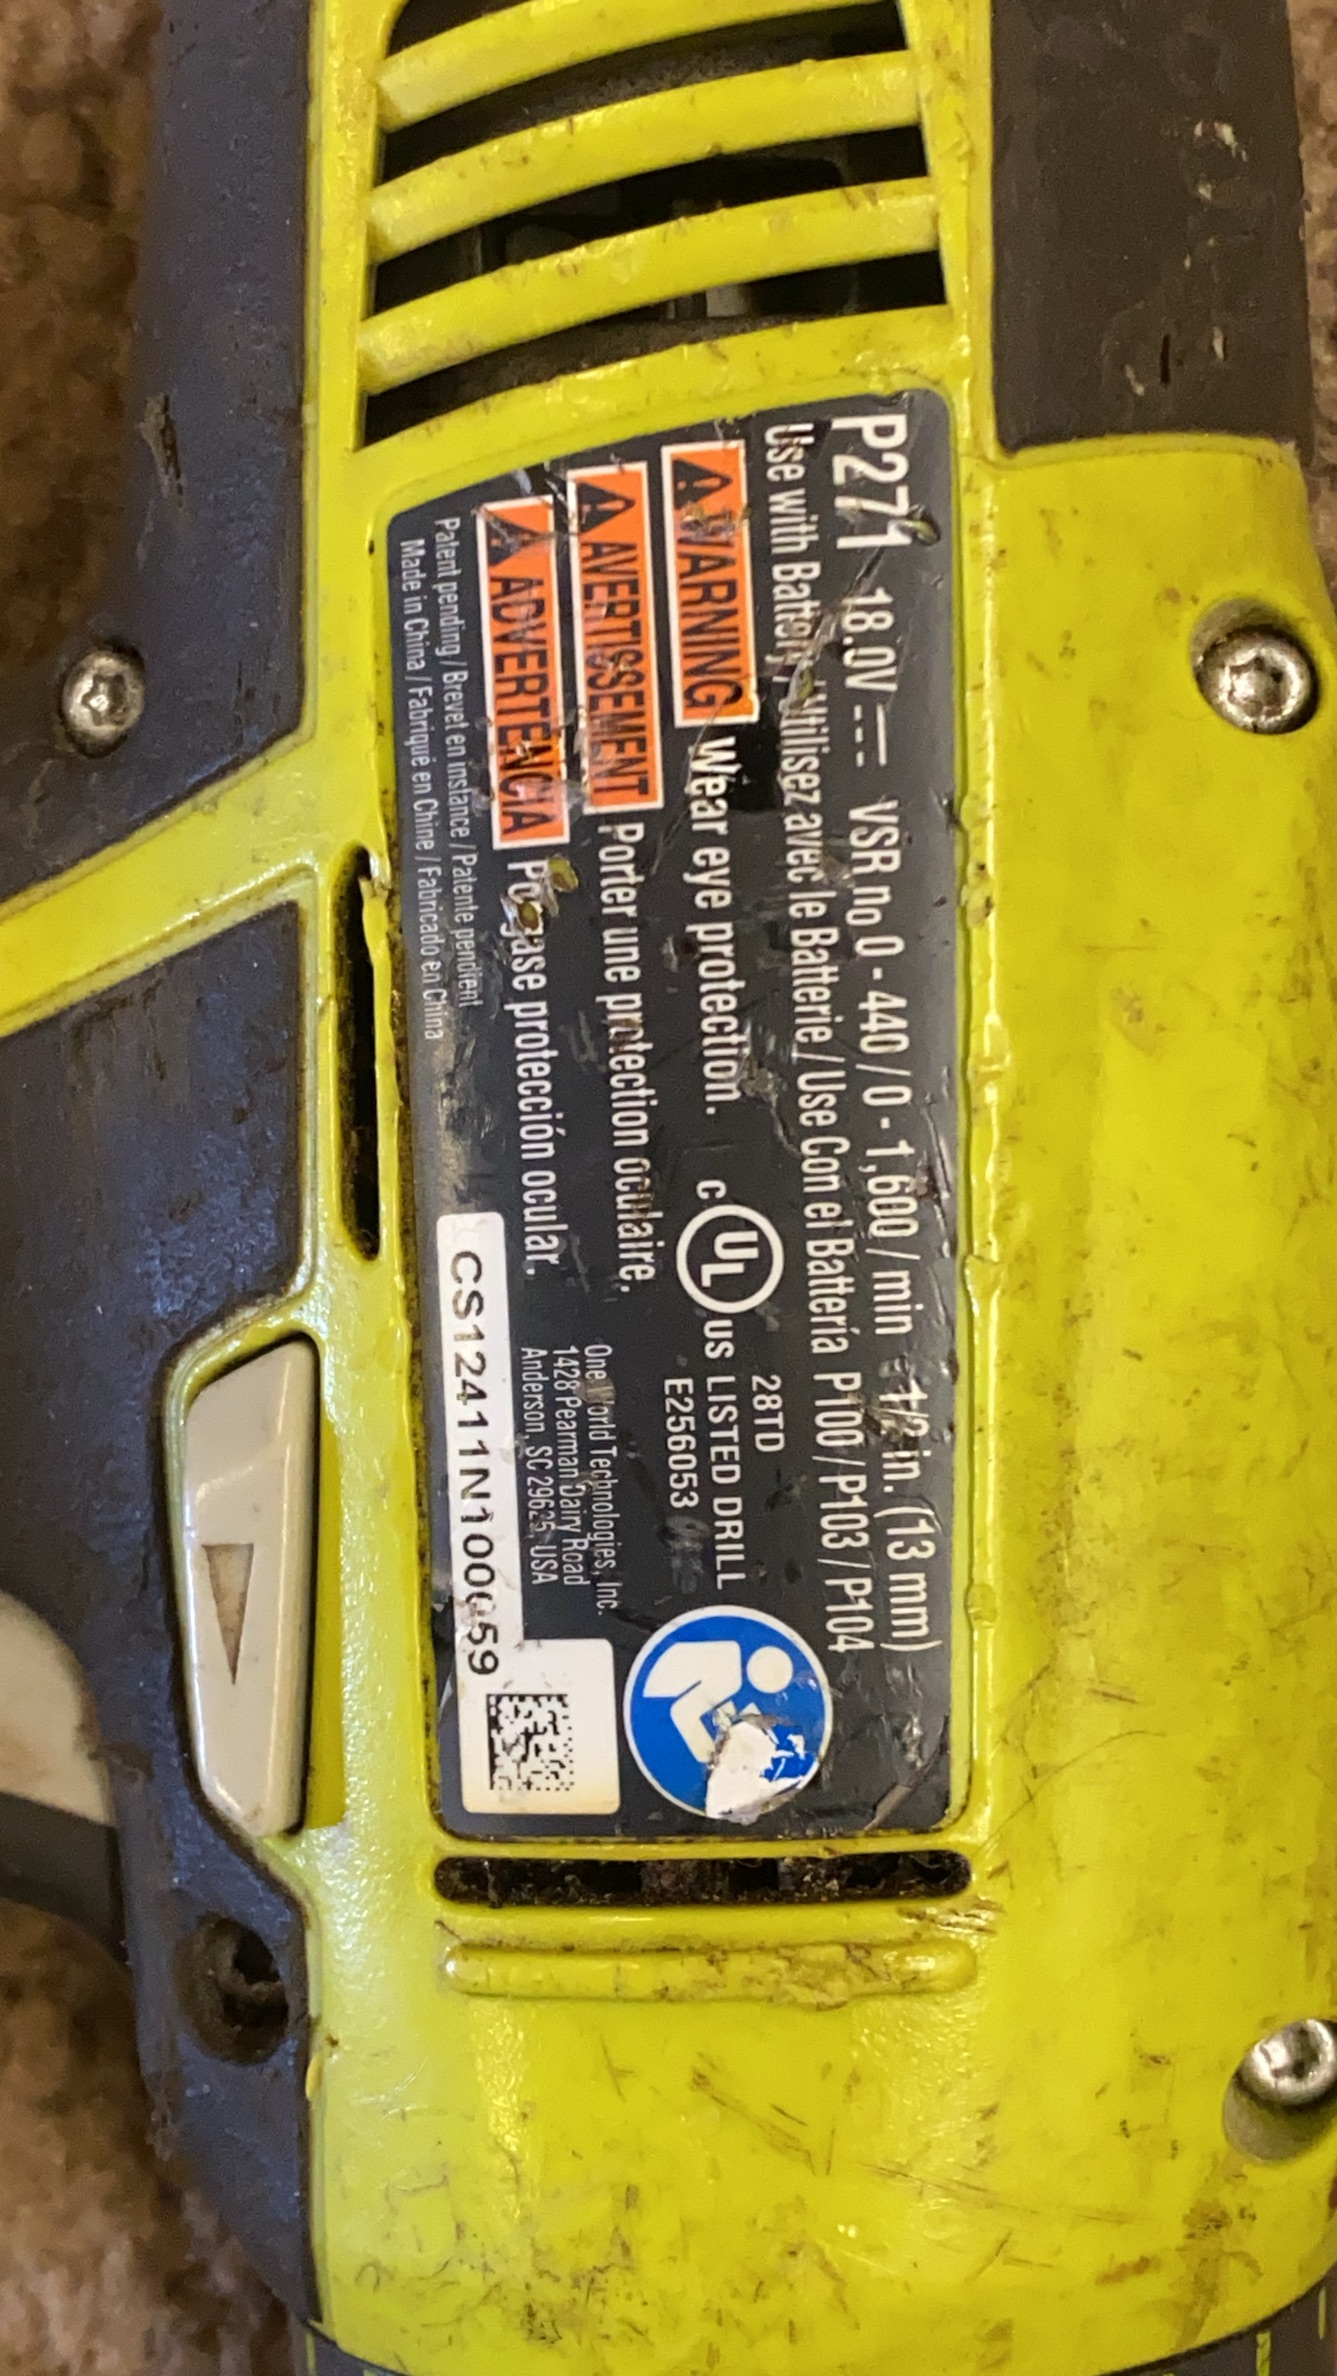 P271 18.0V VSR no 0 - 440 / 0 - 1,600 / min 1/2 in. (13 mm)
Use with Battery / Utilisez avec le Batterie / Use Con el Batteria P100 / P103 / P104
WARNING Wear eye protection.
AVERTISSEMENT Porter une protection oculaire.
ADVERTENCIA Póngase protección ocular.
Patent pending / Brevet en instance / Patente pendient
Made in China / Fabriqué en Chine / Fabricado en China
28TD
C UL US LISTED DRILL
E256053
One World Technologies, Inc.
1428 Pearman Dairy Road
Anderson, SC 29625, USA
CS12411N100059